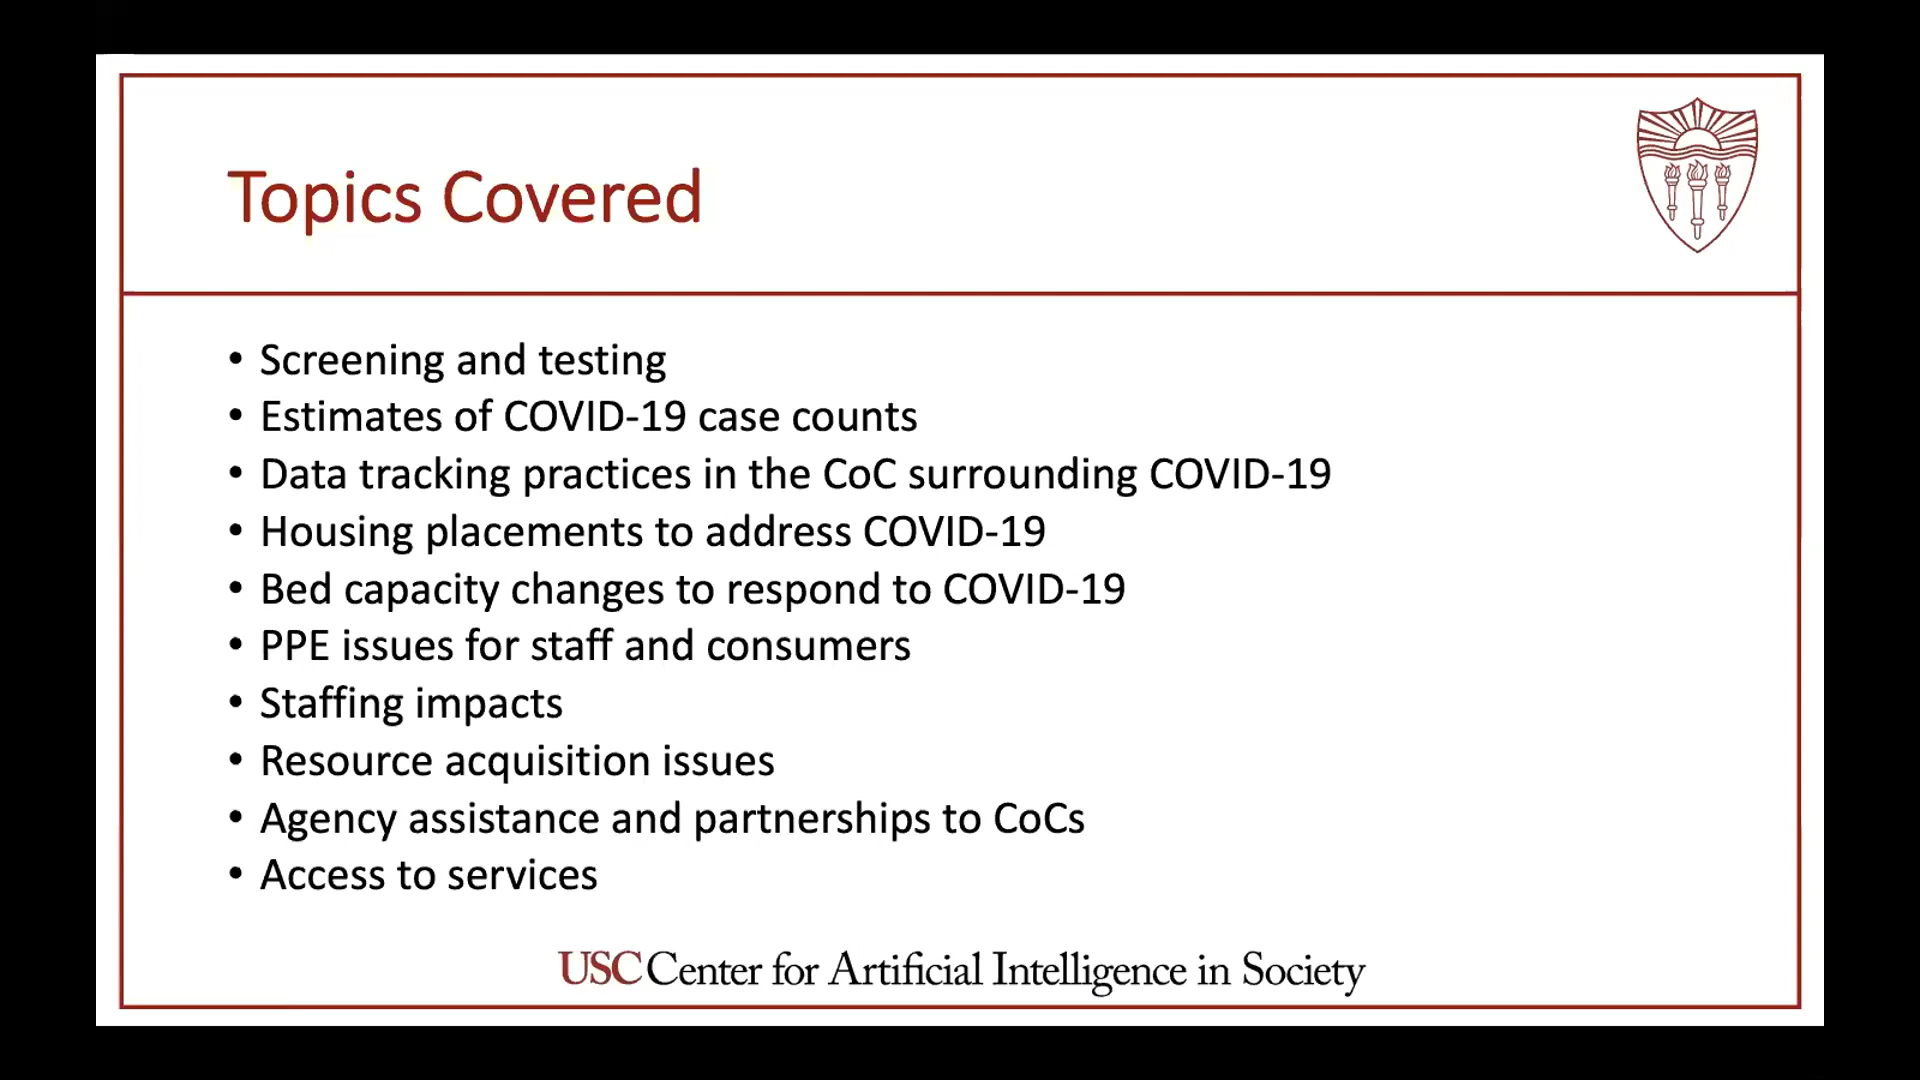 Topics Covered
• Screening and testing
• Estimates of COVID-19 case counts
• Data tracking practices in the CoC surrounding COVID-19
• Housing placements to address COVID-19
• Bed capacity changes to respond to COVID-19
• PPE issues for staff and consumers
• Staffing impacts
• Resource acquisition issues
• Agency assistance and partnerships to CoCs
• Access to services
USC Center for Artificial Intelligence in Society